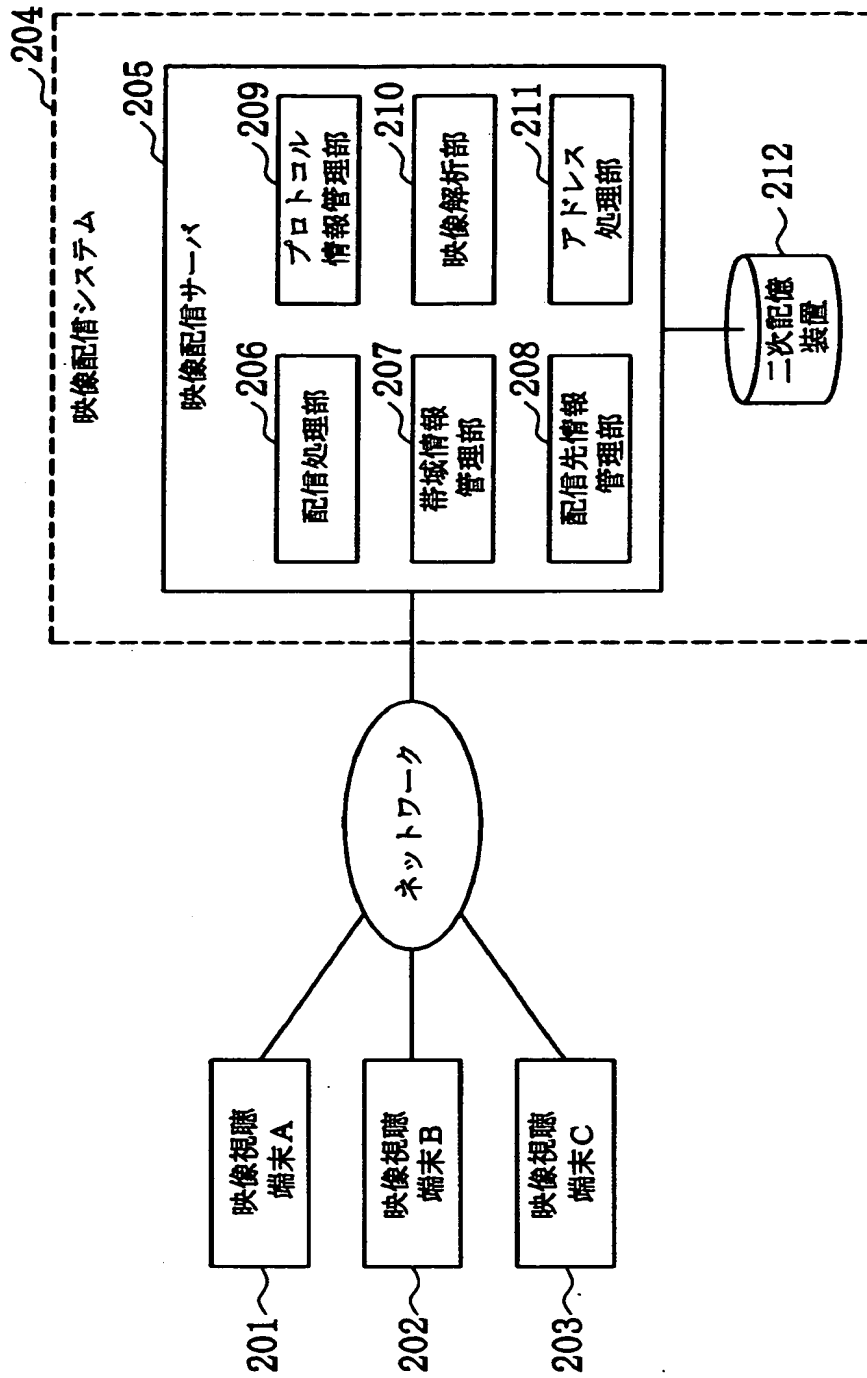 204
映像配信システム
205
映像配信サーバ
206
配信処理部
209
プロトコル
情報管理部
207
帯域情報
管理部
210
映像解析部
208
配信先情報
管理部
211
アドレス
処理部
212
二次記憶
装置
ネットワーク
映像視聴
端末A
201
映像視聴
端末B
202
映像視聴
端末C
203